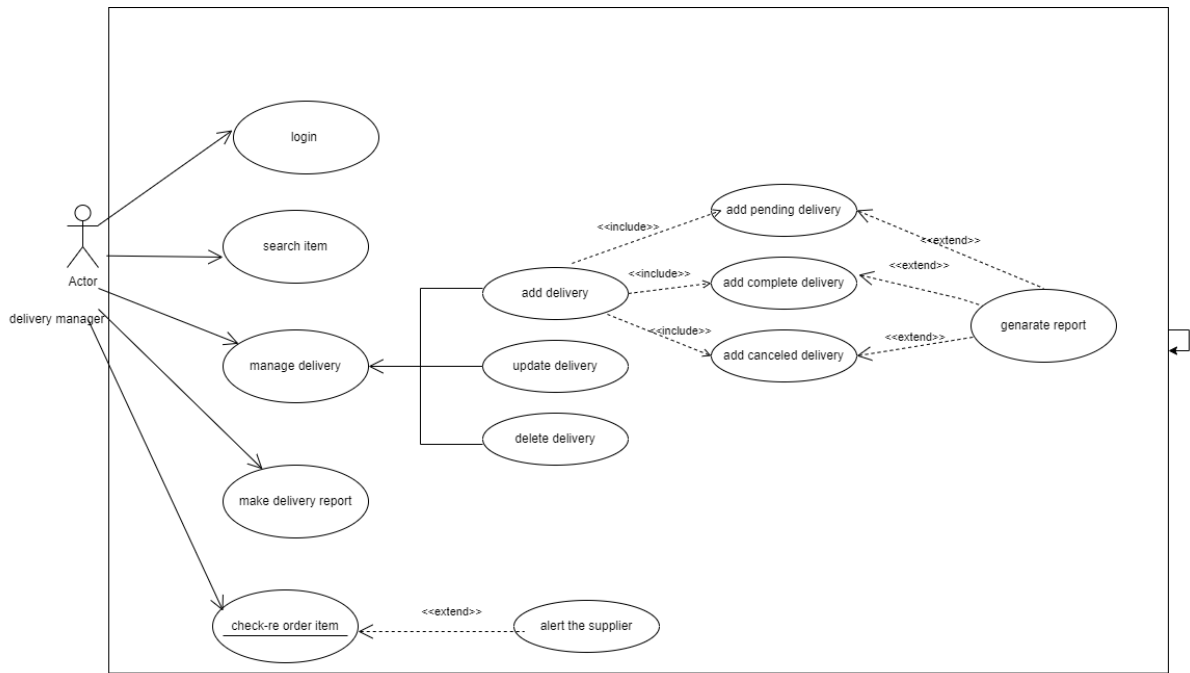 login
search item
Actor
delivery manager
manage delivery
make delivery report
check-re order item
add delivery
update delivery
delete delivery
<<include>>
<<include>>
<<include>>
add pending delivery
add complete delivery
add canceled delivery
<<extend>>
<<extend>>
<<extend>>
genarate report
<<extend>>
alert the supplier